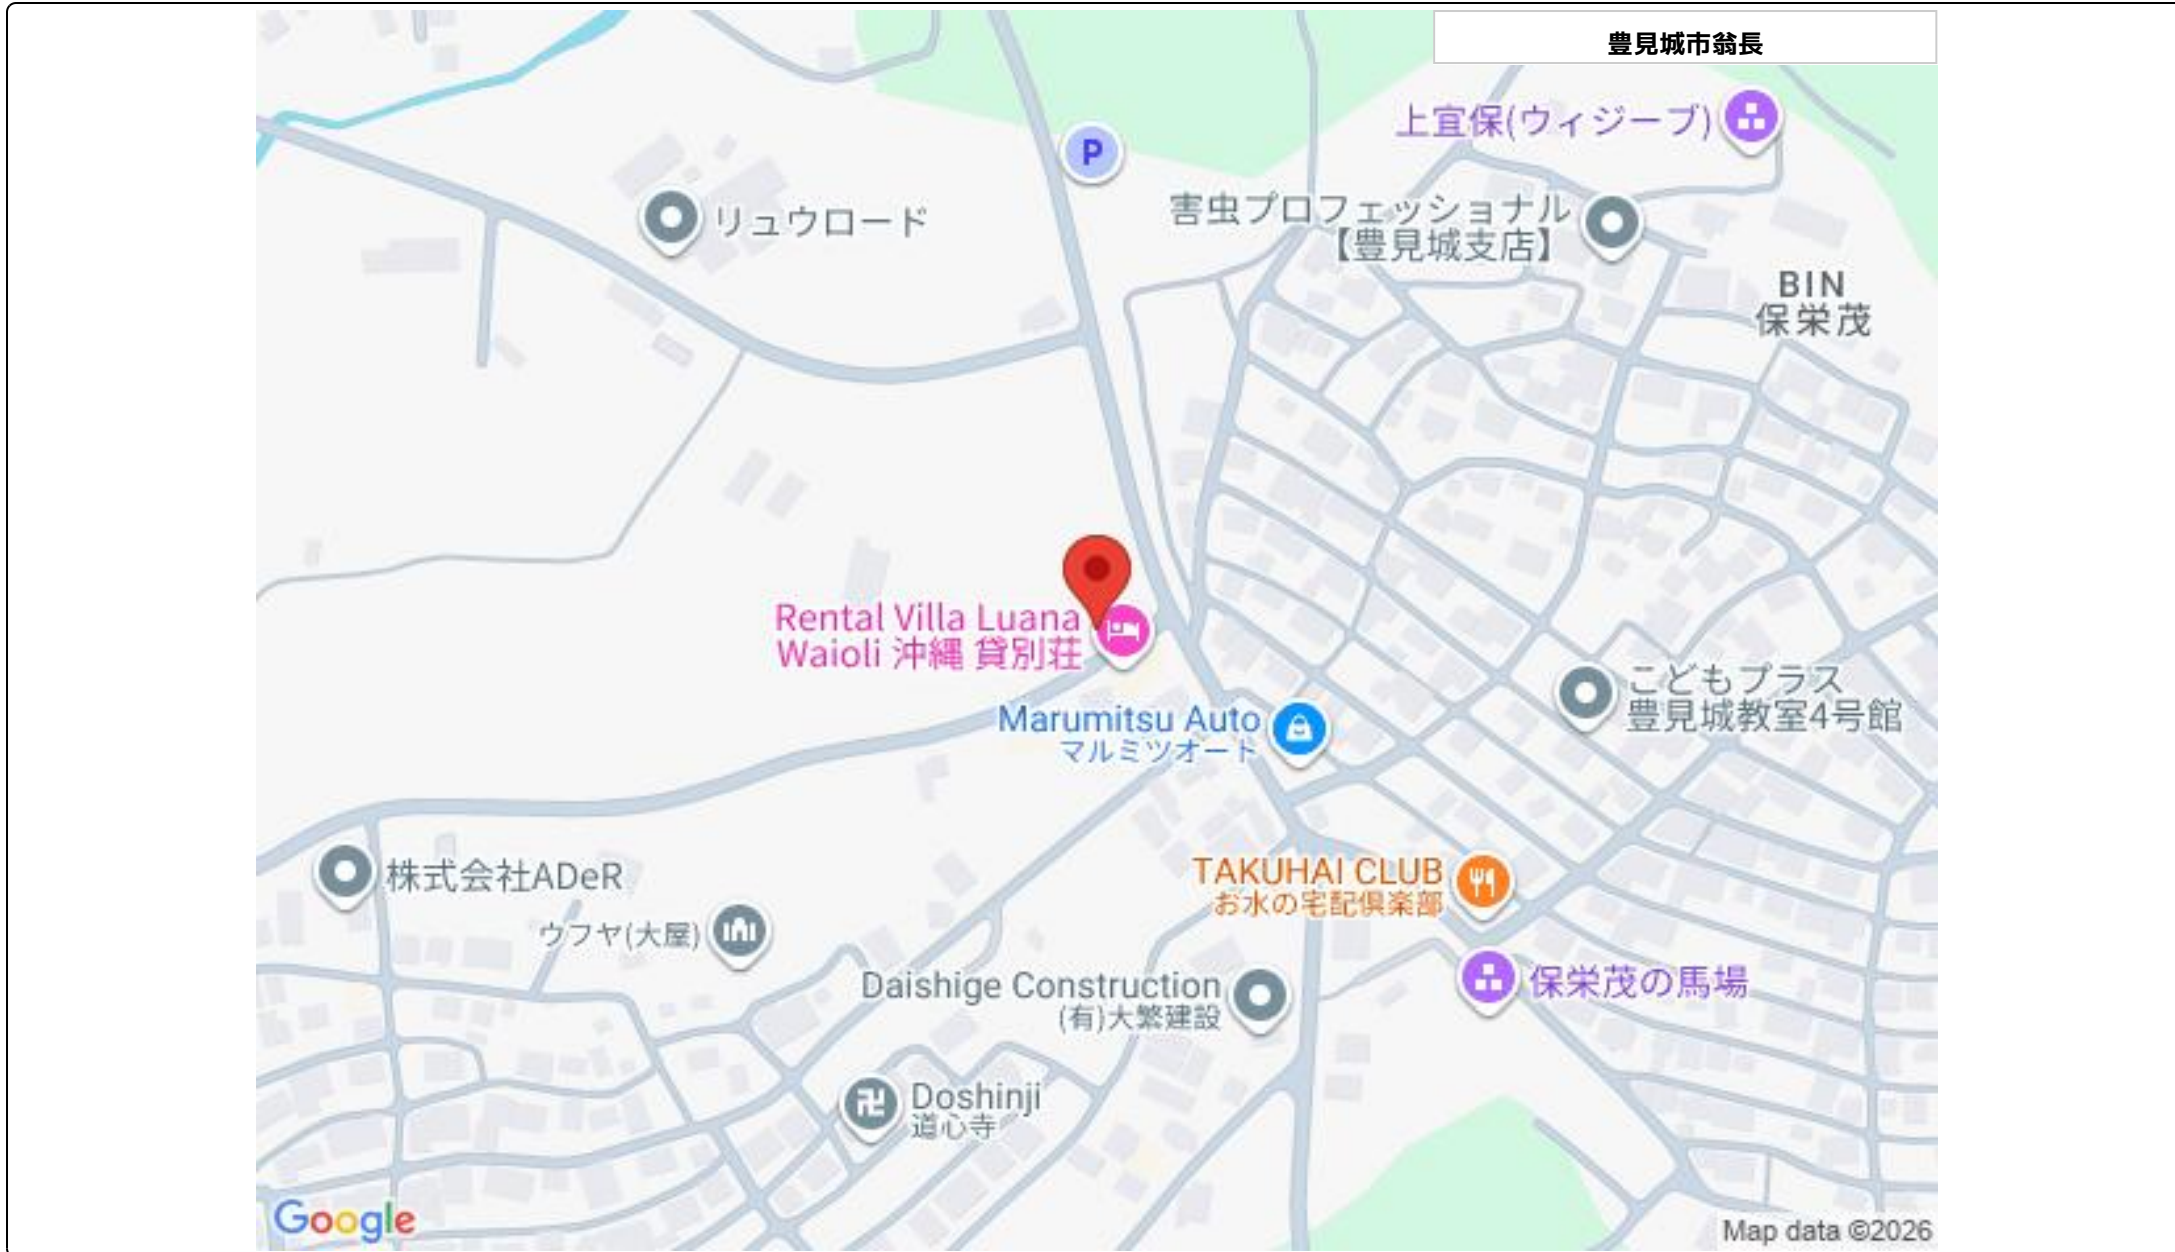 豊見城市翁長
上宜保(ウィジーブ)
P
リュウロード
害虫プロフェッショナル
【豊見城支店】
BIN
保栄茂
Rental Villa Luana
Waioli 沖縄 貸別荘
こどもプラス
豊見城教室4号館
Marumitsu Auto
マルミツオート
TAKUHAI CLUB
お水の宅配倶楽部
株式会社ADeR
ウフヤ(大屋)
Daishige Construction
(有)大繁建設
保栄茂の馬場
Doshinji
道心寺
Google
Map data ©2026